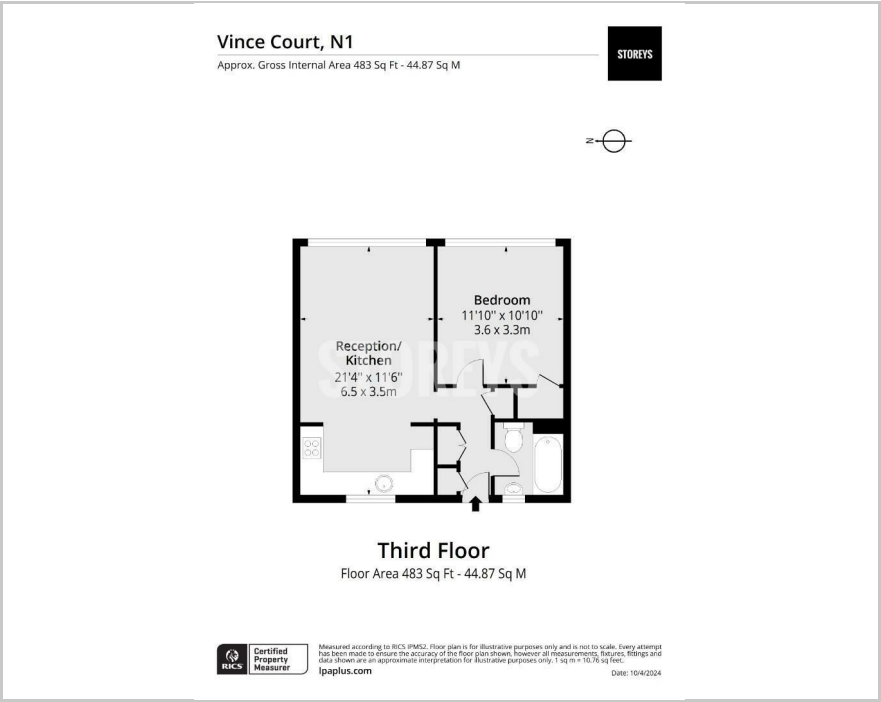 Vince Court, N1
Approx. Gross Internal Area 483 Sq Ft - 44.87 Sq M
STOREYS
N
Bedroom
11'10" x 10'10"
3.6 x 3.3m
Reception/
Kitchen
21'4" x 11'6"
6.5 x 3.5m
STOREYS
Third Floor
Floor Area 483 Sq Ft - 44.87 Sq M
RICS
Certified
Property
Measurer
Measured according to RICS IPMS2. Floor plan is for illustrative purposes only and is not to scale. Every attempt
has been made to ensure the accuracy of the floor plan shown, however all measurements, fixtures, fittings and
data shown are an approximate interpretation for illustrative purposes only. 1 sq m = 10.76 sq feet.
lpaplus.com
Date: 10/4/2024